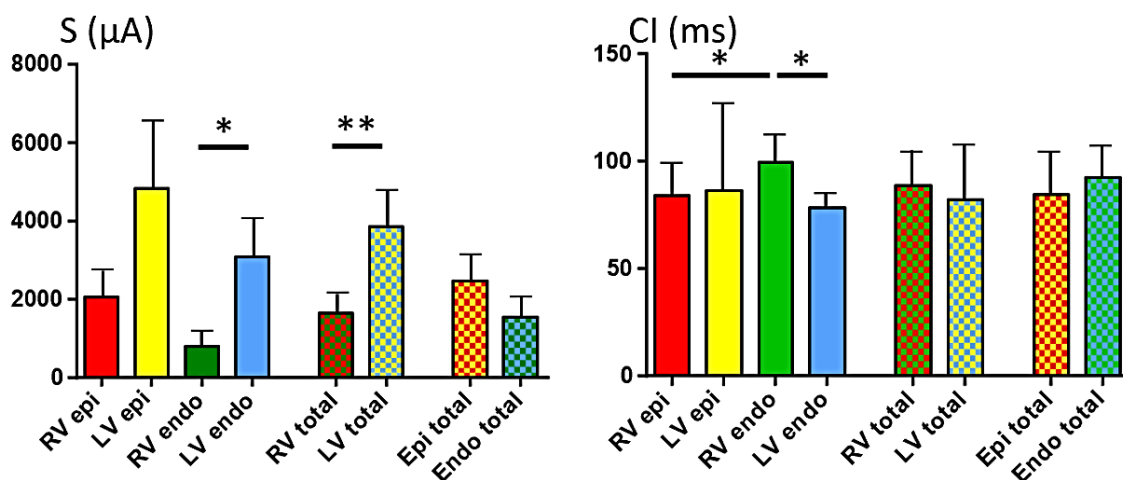 S (µA)
8000
6000
4000
2000
0
*
**
RV epi
LV epi
RV endo
LV endo
RV total
LV total
Epi total
Endo total
CI (ms)
150
100
50
0
*
*
RV epi
LV epi
RV endo
LV endo
RV total
LV total
Epi total
Endo total